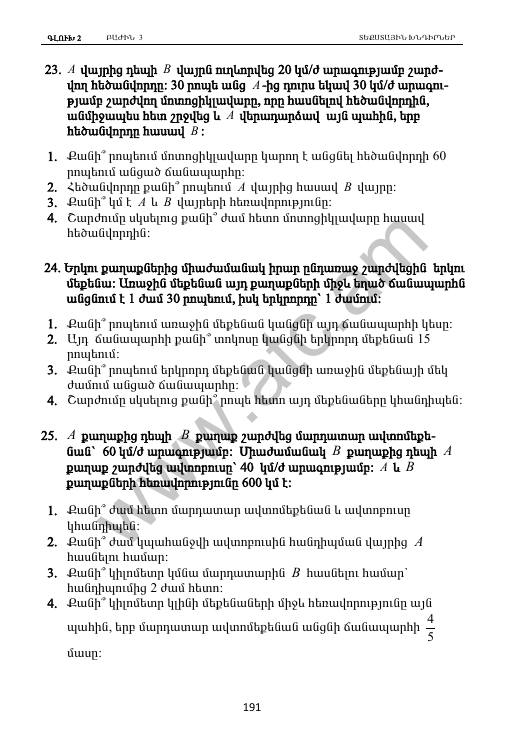 ԳԼՈՒԽ 2 ԲԱԺԻՆ 3 ՏԵՔՍՏԱՅԻՆ ԽՆԴԻՐՆԵՐ
23. A վայրից դեպի B վայրն ուղևորվեց 20 կմ/ժ արագությամբ շարժ-
վող հեծանվորդը: 30 րոպե անց A-ից դուրս եկավ 30 կմ/ժ արագու-
թյամբ շարժվող մոտոցիկլավարը, որը հասնելով հեծանվորդին,
անմիջապես հետ շրջվեց և A վերադարձավ այն պահին, երբ
հեծանվորդը հասավ B :
1. Քանի՞ րոպեում մոտոցիկլավարը կարող է անցնել հեծանվորդի 60
րոպեում անցած ճանապարհը:
2. Հեծանվորդը քանի՞ րոպեում A վայրից հասավ B վայրը:
3. Քանի՞ կմ է A և B վայրերի հեռավորությունը:
4. Շարժումը սկսելուց քանի՞ ժամ հետո մոտոցիկլավարը հասավ
հեծանվորդին:
24. Երկու քաղաքներից միաժամանակ իրար ընդառաջ շարժվեցին երկու
մեքենա: Առաջին մեքենան այդ քաղաքների միջև եղած ճանապարհն
անցնում է 1 ժամ 30 րոպեում, իսկ երկրորդը՝ 1 ժամում:
1. Քանի՞ րոպեում առաջին մեքենան կանցնի այդ ճանապարհի կեսը:
2. Այդ ճանապարհի քանի՞ տոկոսը կանցնի երկրորդ մեքենան 15
րոպեում:
3. Քանի՞ րոպեում երկրորդ մեքենան կանցնի առաջին մեքենայի մեկ
ժամում անցած ճանապարհը:
4. Շարժումը սկսելուց քանի՞ րոպե հետո այդ մեքենաները կհանդիպեն:
25. A քաղաքից դեպի B քաղաք շարժվեց մարդատար ավտոմեքե-
նան՝ 60 կմ/ժ արագությամբ: Միաժամանակ B քաղաքից դեպի A
քաղաք շարժվեց ավտոբուսը՝ 40 կմ/ժ արագությամբ: A և B
քաղաքների հեռավորությունը 600 կմ է:
1. Քանի՞ ժամ հետո մարդատար ավտոմեքենան և ավտոբուսը
կհանդիպեն:
2. Քանի՞ ժամ կպահանջվի ավտոբուսին հանդիպման վայրից A
հասնելու համար:
3. Քանի՞ կիլոմետր կմնա մարդատարին B հասնելու համար՝
հանդիպումից 2 ժամ հետո:
4. Քանի՞ կիլոմետր կլինի մեքենաների միջև հեռավորությունը այն
պահին, երբ մարդատար ավտոմեքենան անցնի ճանապարհի 4/5
մասը:
www.atc.am
191